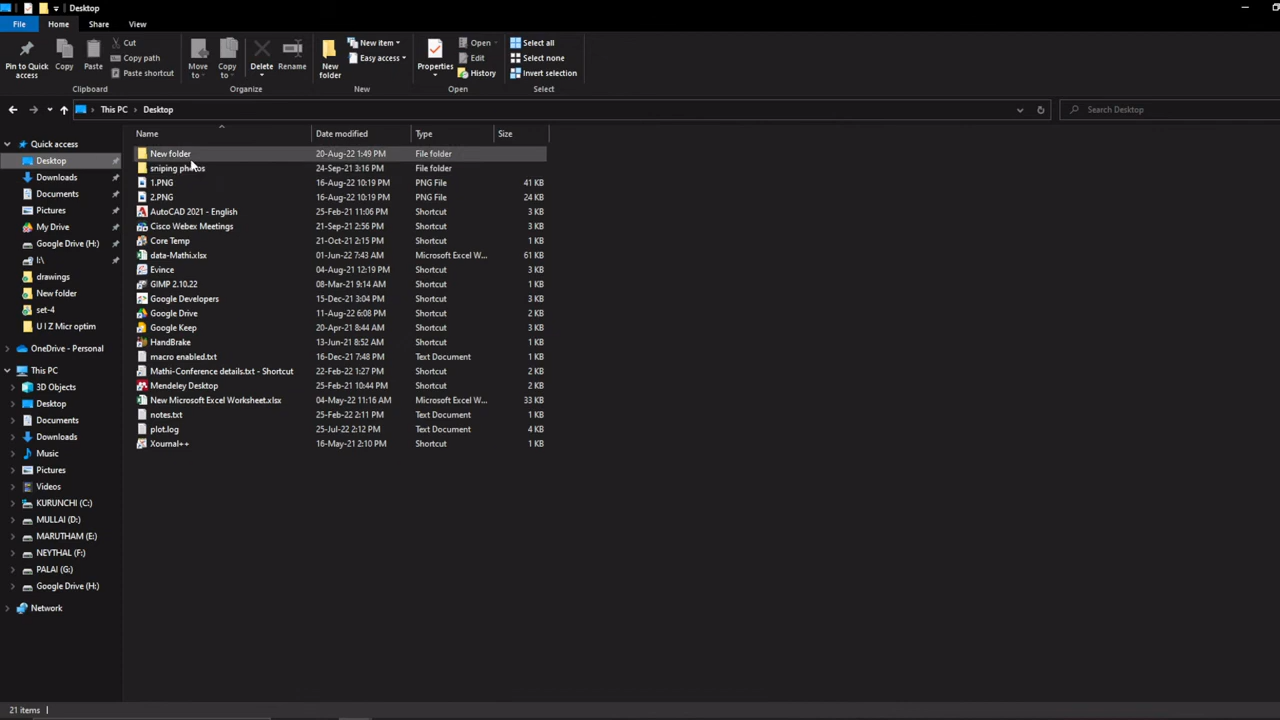 Desktop
File Home Share View
Pin to Quick access
Copy
Paste
Cut
Copy path
Paste shortcut
Move to
Copy to
Delete
Rename
New folder
New item
Easy access
Properties
Open
Edit
History
Select all
Select none
Invert selection
Clipboard Organize New Open Select
This PC Desktop
Search Desktop
Name Date modified Type Size
New folder 20-Aug-22 1:49 PM File folder
sniping photos 24-Sep-21 3:16 PM File folder
1.PNG 16-Aug-22 10:19 PM PNG File 41 KB
2.PNG 16-Aug-22 10:19 PM PNG File 24 KB
AutoCAD 2021 - English 25-Feb-21 11:06 PM Shortcut 3 KB
Cisco Webex Meetings 21-Sep-21 2:56 PM Shortcut 3 KB
Core Temp 21-Oct-21 2:15 PM Shortcut 1 KB
data-Mathi.xlsx 01-Jun-22 7:43 AM Microsoft Excel W... 61 KB
Evince 04-Aug-21 12:19 PM Shortcut 3 KB
GIMP 2.10.22 08-Mar-21 9:14 AM Shortcut 1 KB
Google Developers 15-Dec-21 3:04 PM Shortcut 3 KB
Google Drive 11-Aug-22 6:08 PM Shortcut 2 KB
Google Keep 20-Apr-21 8:44 AM Shortcut 3 KB
HandBrake 13-Jun-21 8:52 AM Shortcut 1 KB
macro enabled.txt 16-Dec-21 7:48 PM Text Document 1 KB
Mathi-Conference details.txt - Shortcut 22-Feb-22 1:27 PM Shortcut 2 KB
Mendeley Desktop 25-Feb-21 10:44 PM Shortcut 2 KB
New Microsoft Excel Worksheet.xlsx 04-May-22 11:16 AM Microsoft Excel W... 33 KB
notes.txt 25-Feb-22 2:11 PM Text Document 1 KB
plot.log 25-Jul-22 2:12 PM Text Document 4 KB
Xournal++ 16-May-21 2:10 PM Shortcut 1 KB
Quick access
Desktop
Downloads
Documents
Pictures
My Drive
Google Drive (H:)
I:\
drawings
New folder
set-4
U I Z Micr optim
OneDrive - Personal
This PC
3D Objects
Desktop
Documents
Downloads
Music
Pictures
Videos
KURUNCHI (C:)
MULLAI (D:)
MARUTHAM (E:)
NEYTHAL (F:)
PALAI (G:)
Google Drive (H:)
Network
21 items